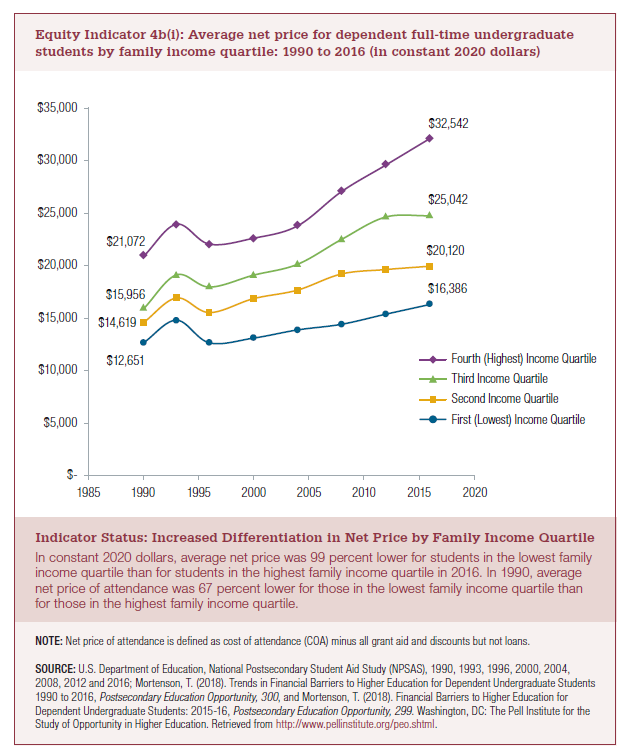 Equity Indicator 4b(i): Average net price for dependent full-time undergraduate
students by family income quartile: 1990 to 2016 (in constant 2020 dollars)
$35,000
$32,542
$30,000
$25,000
$25,042
$21,072
$20,120
$20,000
$16,386
$15,956
$15,000
$14,619
$12,651
$10,000
Fourth (Highest) Income Quartile
Third Income Quartile
Second Income Quartile
First (Lowest) Income Quartile
$5,000
$-
1985 1990 1995 2000 2005 2010 2015 2020
Indicator Status: Increased Differentiation in Net Price by Family Income Quartile
In constant 2020 dollars, average net price was 99 percent lower for students in the lowest family
income quartile than for students in the highest family income quartile in 2016. In 1990, average
net price of attendance was 67 percent lower for those in the lowest family income quartile than
for those in the highest family income quartile.
NOTE: Net price of attendance is defined as cost of attendance (COA) minus all grant aid and discounts but not loans.
SOURCE: U.S. Department of Education, National Postsecondary Student Aid Study (NPSAS), 1990, 1993, 1996, 2000, 2004,
2008, 2012 and 2016; Mortenson, T. (2018). Trends in Financial Barriers to Higher Education for Dependent Undergraduate Students
1990 to 2016, Postsecondary Education Opportunity, 300, and Mortenson, T. (2018). Financial Barriers to Higher Education for
Dependent Undergraduate Students: 2015-16, Postsecondary Education Opportunity, 299. Washington, DC: The Pell Institute for the
Study of Opportunity in Higher Education. Retrieved from http://www.pellinstitute.org/peo.shtml.